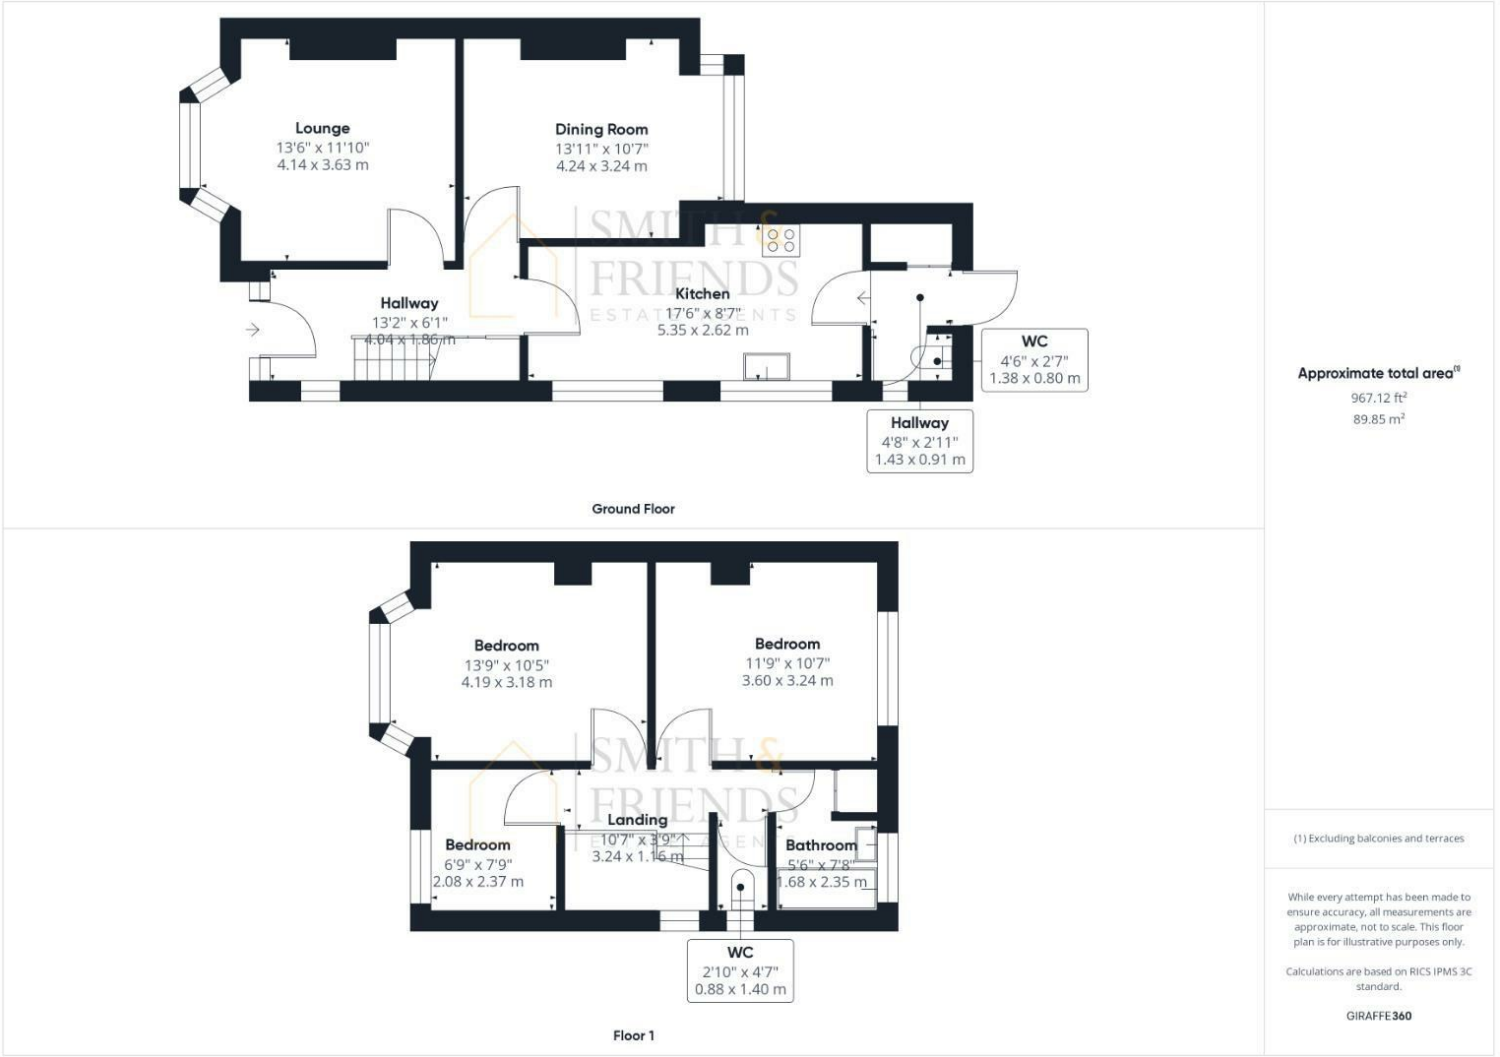 Lounge
13'6" x 11'10"
4.14 x 3.63 m
Dining Room
13'11" x 10'7"
4.24 x 3.24 m
SMITH &
FRIENDS
ESTATE AGENTS
Hallway
13'2" x 6'1"
4.04 x 1.86 m
Kitchen
17'6" x 8'7"
5.35 x 2.62 m
WC
4'6" x 2'7"
1.38 x 0.80 m
Hallway
4'8" x 2'11"
1.43 x 0.91 m
Ground Floor
Bedroom
13'9" x 10'5"
4.19 x 3.18 m
Bedroom
11'9" x 10'7"
3.60 x 3.24 m
SMITH &
FRIENDS
ESTATE AGENTS
Landing
10'7" x 3'9"
3.24 x 1.16 m
Bedroom
6'9" x 7'9"
2.08 x 2.37 m
Bathroom
5'6" x 7'8"
1.68 x 2.35 m
WC
2'10" x 4'7"
0.88 x 1.40 m
Floor 1
Approximate total area(1)
967.12 ft²
89.85 m²
(1) Excluding balconies and terraces
While every attempt has been made to
ensure accuracy, all measurements are
approximate, not to scale. This floor
plan is for illustrative purposes only.
Calculations are based on RICS IPMS 3C
standard.
GIRAFFE360